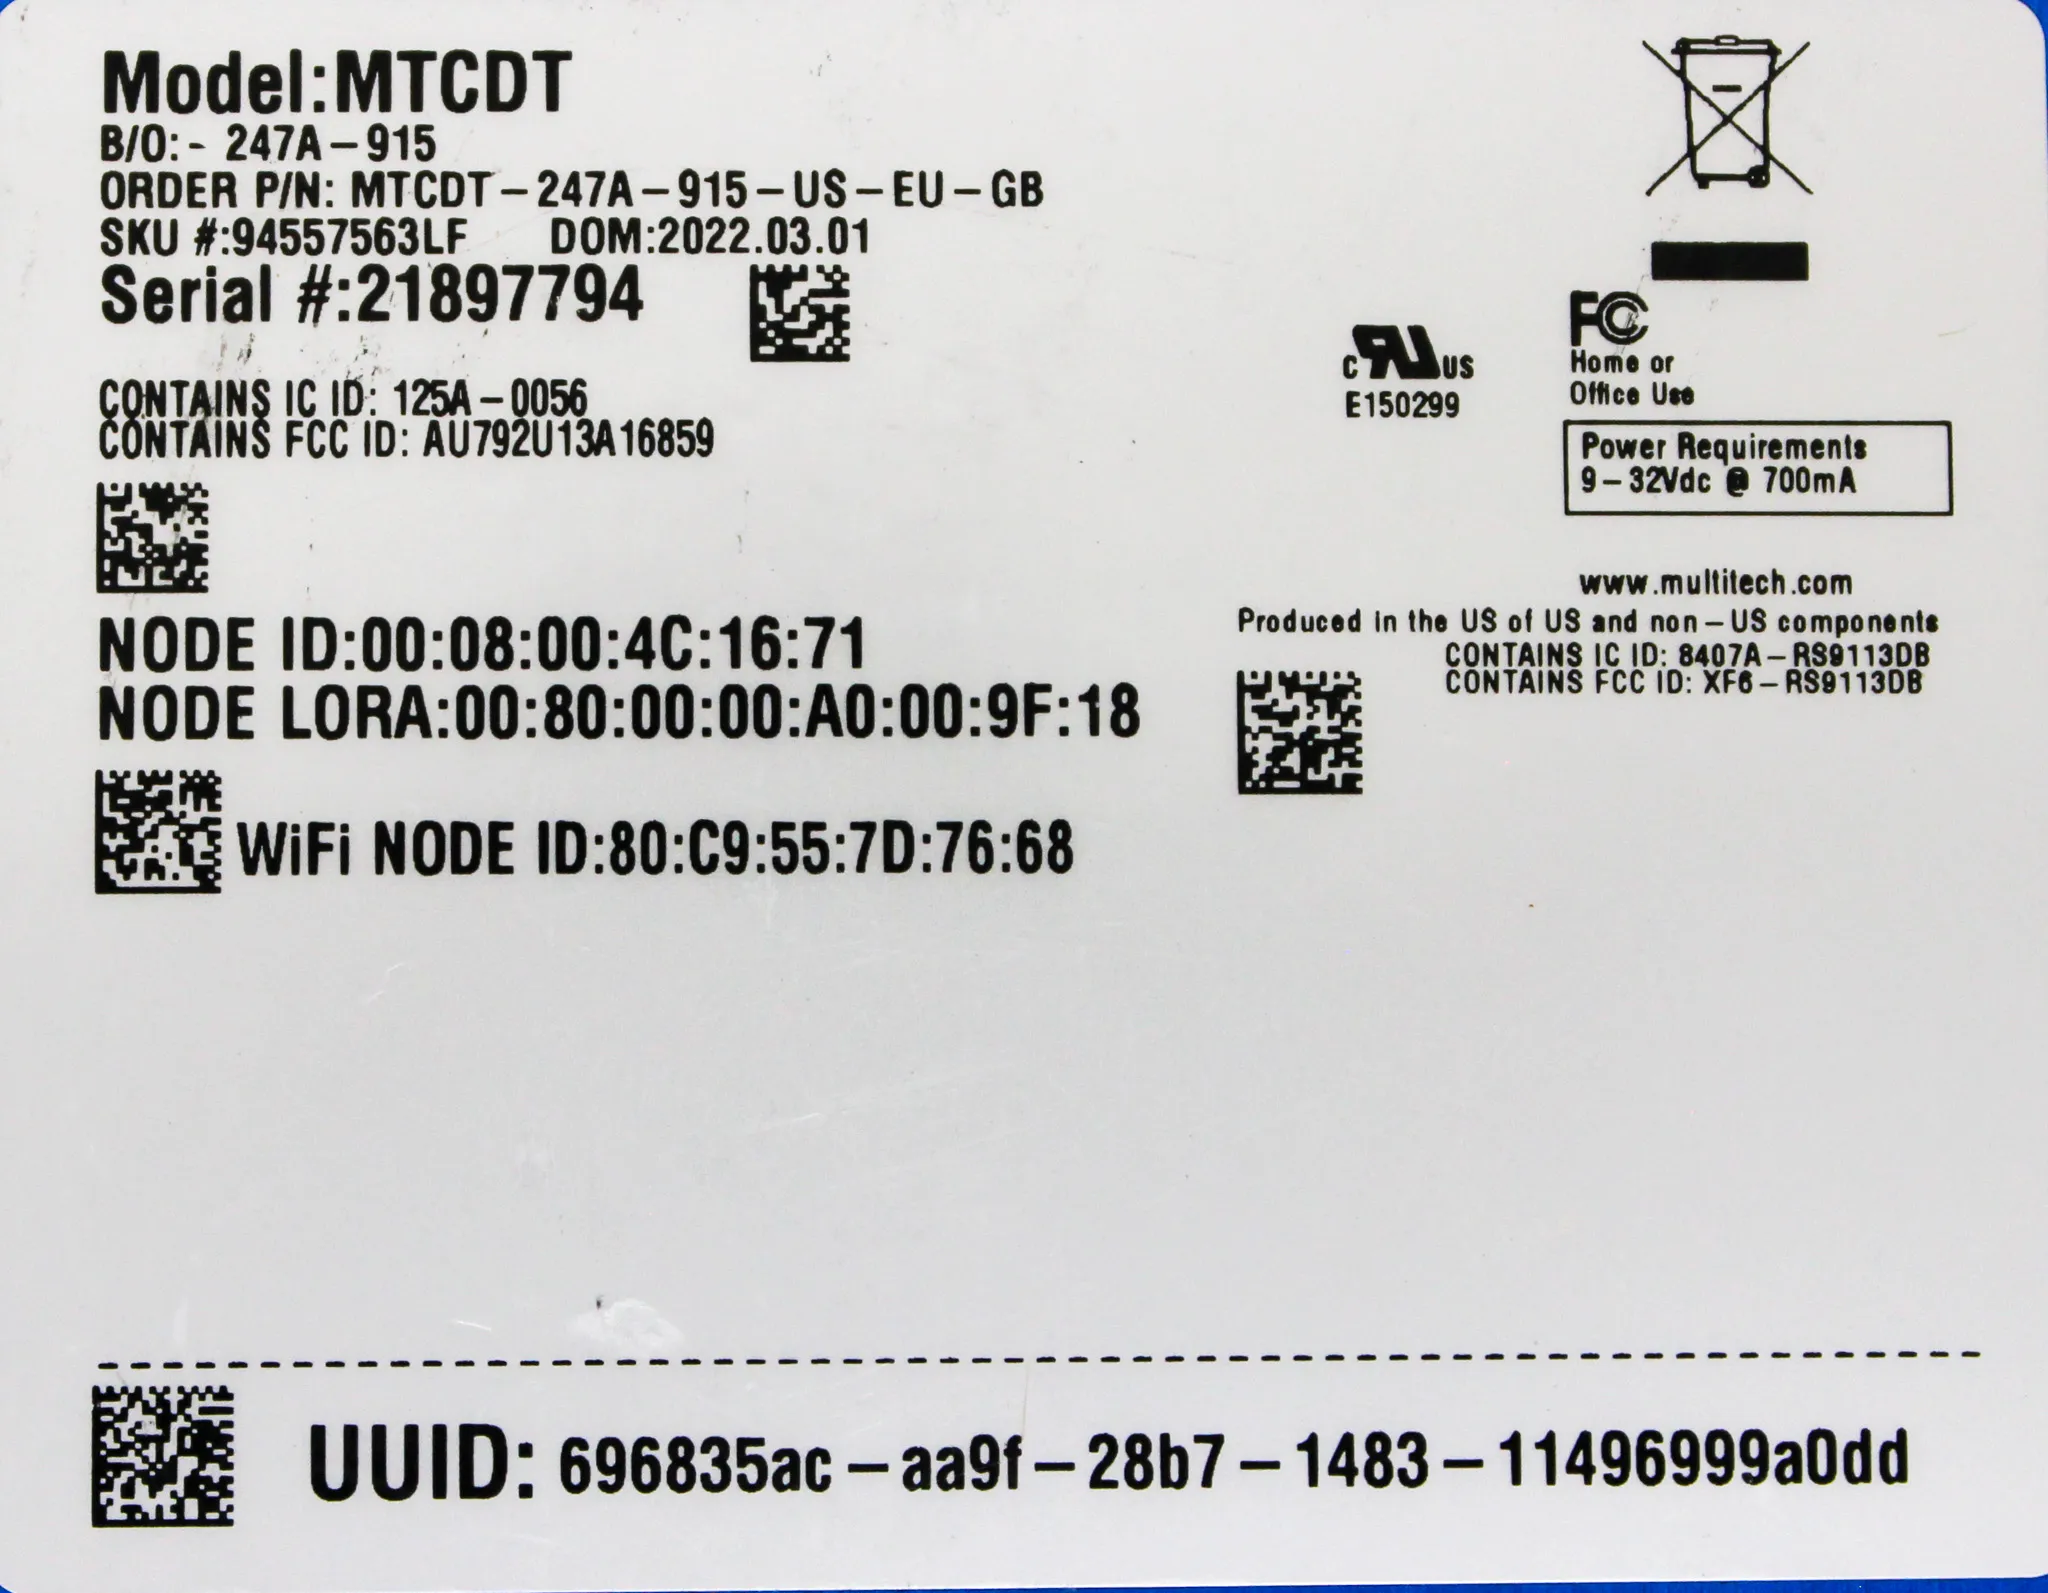 Model:MTCDT
B/O:- 247A-915
ORDER P/N: MTCDT-247A-915-US-EU-GB
SKU #:94557563LF DOM:2022.03.01
Serial #:21897794
CONTAINS IC ID: 125A-0056
CONTAINS FCC ID: AU792U13A16859
NODE ID:00:08:00:4C:16:71
NODE LORA:00:80:00:00:A0:00:9F:18
WiFi NODE ID:80:C9:55:7D:76:68
FC
Home or
Office Use
C RU US
E150299
Power Requirements
9-32Vdc @ 700mA
www.multitech.com
Produced in the US of US and non-US components
CONTAINS IC ID: 8407A-RS9113DB
CONTAINS FCC ID: XF6-RS9113DB
UUID: 696835ac-aa9f-28b7-1483-11496999a0dd